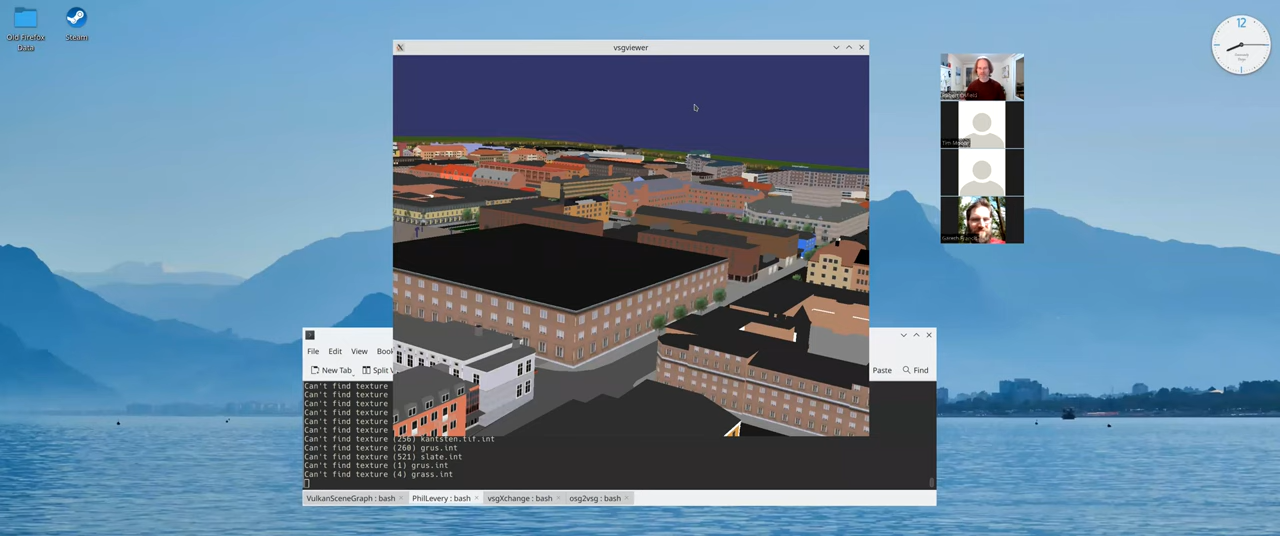 Old Firefox
Data
Steam
12
vsgviewer
File Edit View
New Tab Split
Paste Find
Can't find texture
Can't find texture
Can't find texture
Can't find texture
Can't find texture
Can't find texture
Can't find texture (256) kantsten.tif.int
Can't find texture (260) grus.int
Can't find texture (521) slate.int
Can't find texture (1) grus.int
Can't find texture (4) grass.int
VulkanSceneGraph : bash PhilLevery : bash vsgXchange : bash osg2vsg : bash